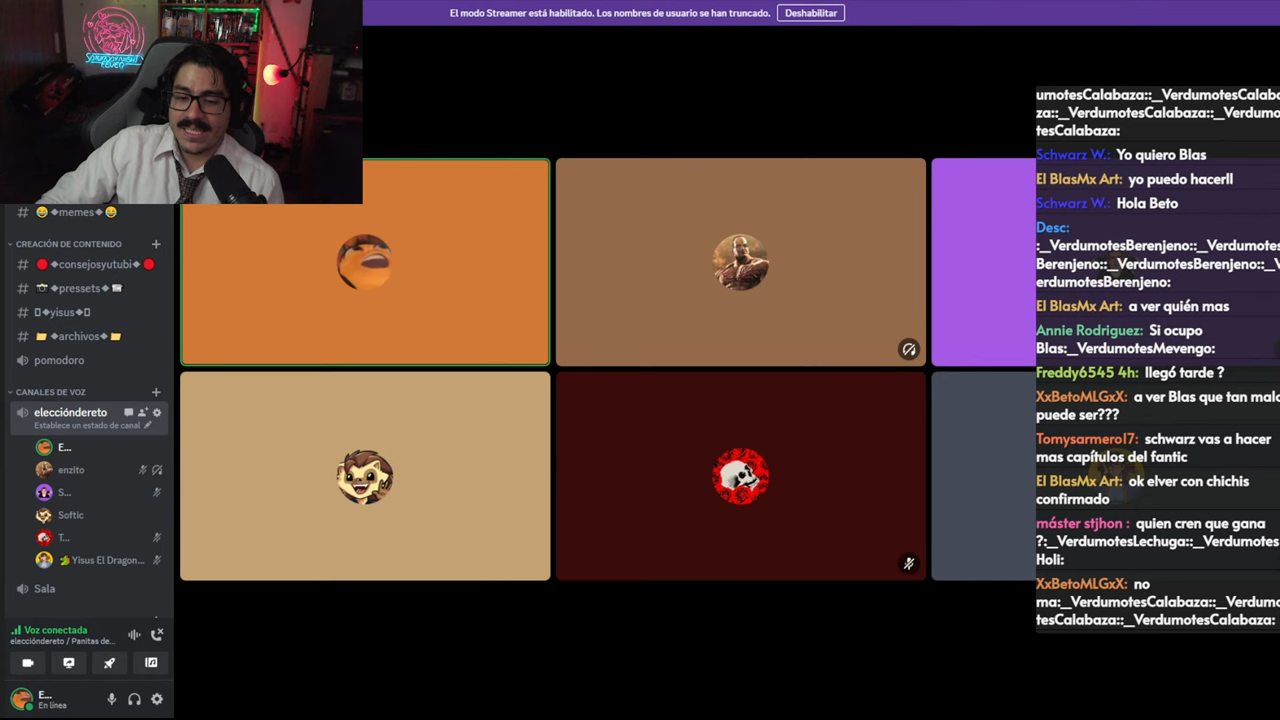 El modo Streamer está habilitado. Los nombres de usuario se han truncado.
Deshabilitar
◆memes◆
CREACIÓN DE CONTENIDO
◆consejosyutubi◆
◆pressets◆
◆yisus◆
◆archivos◆
pomodoro
CANALES DE VOZ
eleccióndereto
Establece un estado de canal
E...
enzito
S...
Softic
T...
Yisus El Dragon...
Sala
Voz conectada
eleccióndereto / Panitas de...
E...
En línea
umotesCalabaza::_VerdumotesCalaba
za::_VerdumotesCalabaza::_Verdumo
tesCalabaza:
Schwarz W.: Yo quiero Blas
El BlasMx Art: yo puedo hacerll
Schwarz W.: Hola Beto
Desc:
:_VerdumotesBerenjeno::_Verdumotes
Berenjeno::_VerdumotesBerenjeno::_V
erdumotesBerenjeno:
El BlasMx Art: a ver quién mas
Annie Rodriguez: Si ocupo
Blas:_VerdumotesMevengo:
Freddy6545 4h: llegó tarde ?
XxBetoMLGxX: a ver Blas que tan malo
puede ser???
Tomysarmero17: schwarz vas a hacer
mas capítulos del fantic
El BlasMx Art: ok elver con chichis
confirmado
máster stjhon : quien cren que gana
?:_VerdumotesLechuga::_Verdumotes
Holi:
XxBetoMLGxX: no
ma:_VerdumotesCalabaza::_Verdumo
tesCalabaza::_VerdumotesCalabaza: